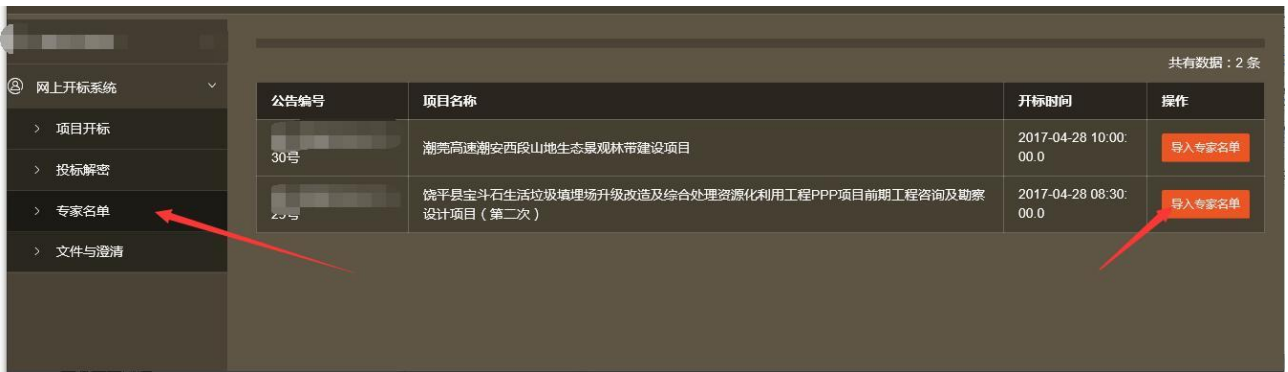 共有数据：2 条
网上开标系统
项目开标
投标解密
专家名单
文件与澄清
公告编号 项目名称 开标时间 操作
30号 潮莞高速潮安西段山地生态景观林带建设项目 2017-04-28 10:00: 导入专家名单
00.0
饶平县宝斗石生活垃圾填埋场升级改造及综合处理资源化利用工程PPP项目前期工程咨询及勘察 2017-04-28 08:30: 导入专家名单
设计项目（第二次） 00.0